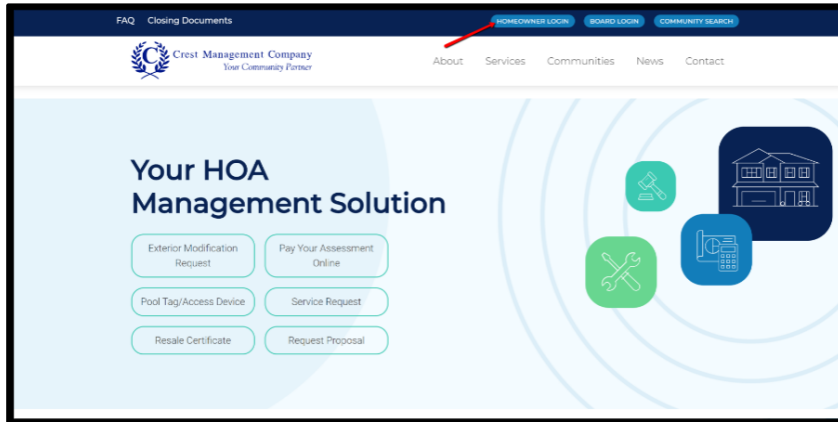 FAQ Closing Documents
HOMEOWNER LOGIN BOARD LOGIN COMMUNITY SEARCH
C
Crest Management Company
Your Community Partner
About Services Communities News Contact
Your HOA
Management Solution
Exterior Modification
Request
Pay Your Assessment
Online
Pool Tag/Access Device
Service Request
Resale Certificate
Request Proposal